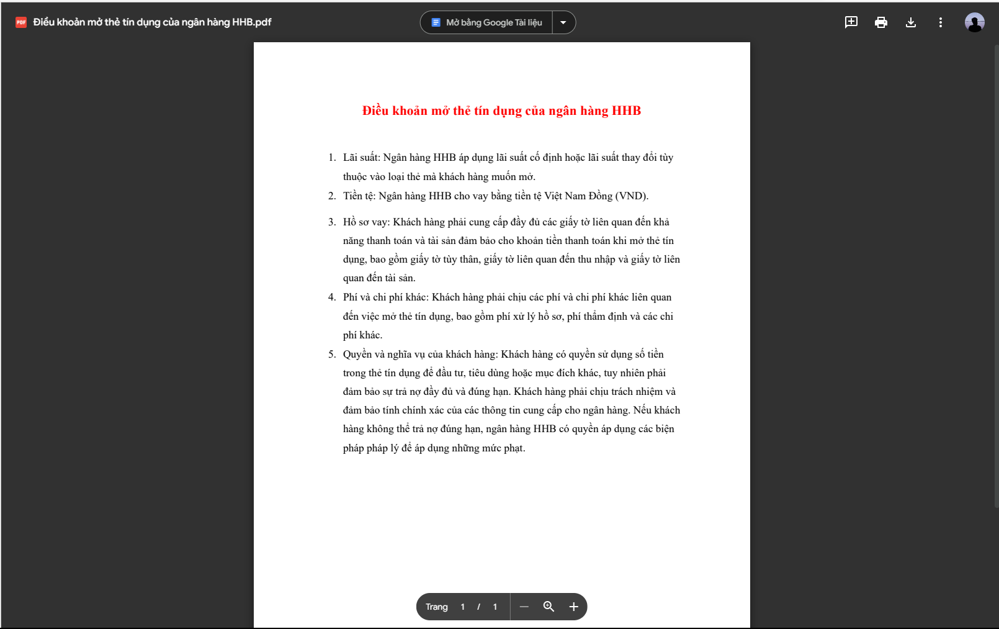 Điều khoản mở thẻ tín dụng của ngân hàng HHB.pdf
Mở bằng Google Tài liệu
Điều khoản mở thẻ tín dụng của ngân hàng HHB
1. Lãi suất: Ngân hàng HHB áp dụng lãi suất cố định hoặc lãi suất thay đổi tùy
thuộc vào loại thẻ mà khách hàng muốn mở.
2. Tiền tệ: Ngân hàng HHB cho vay bằng tiền tệ Việt Nam Đồng (VND).
3. Hồ sơ vay: Khách hàng phải cung cấp đầy đủ các giấy tờ liên quan đến khả
năng thanh toán và tài sản đảm bảo cho khoản tiền thanh toán khi mở thẻ tín
dụng, bao gồm giấy tờ tùy thân, giấy tờ liên quan đến thu nhập và giấy tờ liên
quan đến tài sản.
4. Phí và chi phí khác: Khách hàng phải chịu các phí và chi phí khác liên quan
đến việc mở thẻ tín dụng, bao gồm phí xử lý hồ sơ, phí thẩm định và các chi
phí khác.
5. Quyền và nghĩa vụ của khách hàng: Khách hàng có quyền sử dụng số tiền
trong thẻ tín dụng để đầu tư, tiêu dùng hoặc mục đích khác, tuy nhiên phải
đảm bảo sự trả nợ đầy đủ và đúng hạn. Khách hàng phải chịu trách nhiệm và
đảm bảo tính chính xác của các thông tin cung cấp cho ngân hàng. Nếu khách
hàng không thể trả nợ đúng hạn, ngân hàng HHB có quyền áp dụng các biện
pháp pháp lý để áp dụng những mức phạt.
Trang 1 / 1